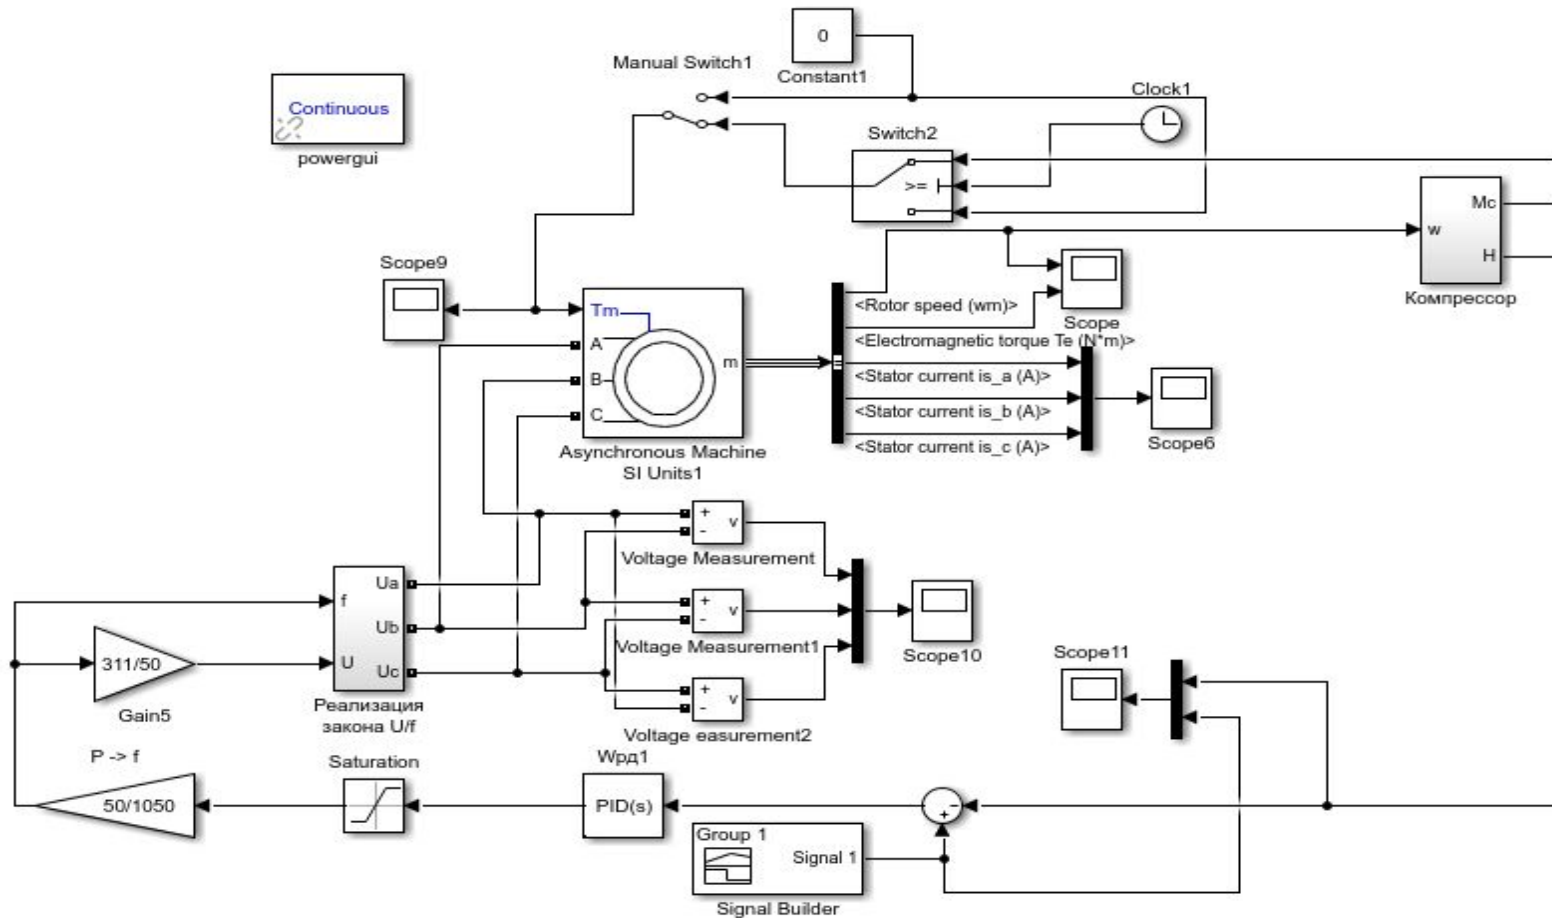 0
Constant1
Manual Switch1
Clock1
Continuous
powergui
Switch2
>=
Mc
w
H
Компрессор
Scope9
Scope
Tm
A
B
C
m
<Rotor speed (wm)>
<Electromagnetic torque Te (N*m)>
<Stator current is_a (A)>
<Stator current is_b (A)>
<Stator current is_c (A)>
Scope6
Asynchronous Machine
SI Units1
+
-
v
Voltage Measurement
+
-
v
Voltage Measurement1
+
-
v
Voltage easurement2
Scope10
Scope11
f
U
Ua
Ub
Uc
Реализация
закона U/f
311/50
Gain5
P -> f
50/1050
Saturation
Wрд1
PID(s)
-
+
Group 1
Signal 1
Signal Builder